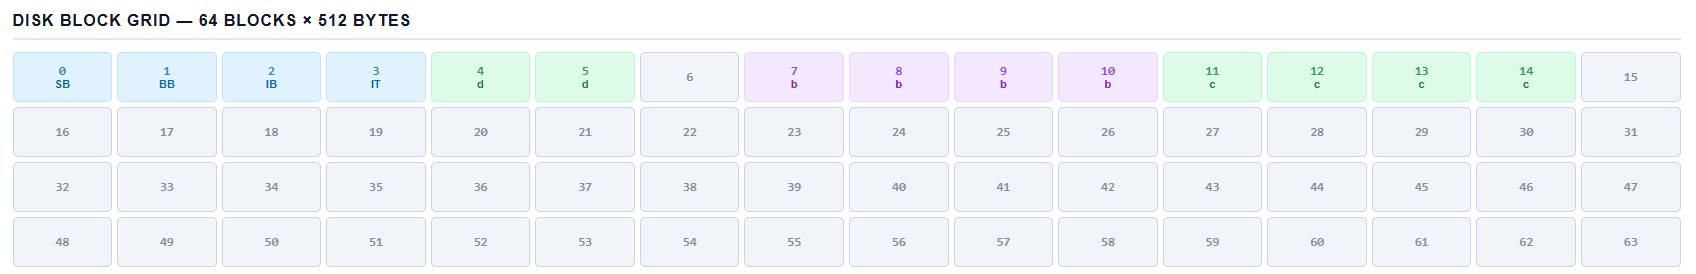 DISK BLOCK GRID — 64 BLOCKS × 512 BYTES
0 1 2 3 4 5 6 7 8 9 10 11 12 13 14 15
SB BB IB IT d d b b b b c c c c
16 17 18 19 20 21 22 23 24 25 26 27 28 29 30 31
32 33 34 35 36 37 38 39 40 41 42 43 44 45 46 47
48 49 50 51 52 53 54 55 56 57 58 59 60 61 62 63